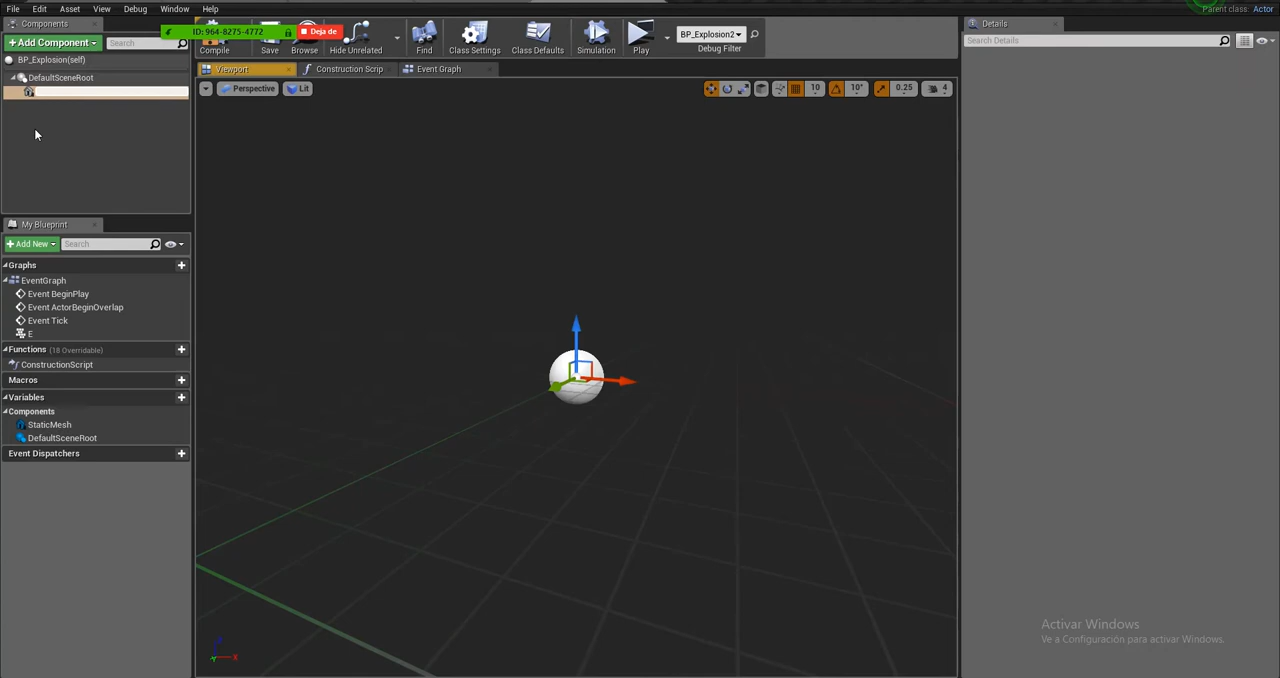 File Edit Asset View Debug Window Help
Parent class: Actor
Components
ID: 964-8275-4772 Deja de
Details
+Add Component Search
Compile Save Browse Hide Unrelated Find Class Settings Class Defaults Simulation Play
BP_Explosion2
Debug Filter
Search Details
BP_Explosion(self)
DefaultSceneRoot
Viewport Construction Scrip Event Graph
Perspective Lit
10 10° 0.25 4
My Blueprint
+Add New Search
Graphs
EventGraph
Event BeginPlay
Event ActorBeginOverlap
Event Tick
E
Functions (18 Overridable)
ConstructionScript
Macros
Variables
Components
StaticMesh
DefaultSceneRoot
Event Dispatchers
Activar Windows
Ve a Configuración para activar Windows.
Z
X
Y